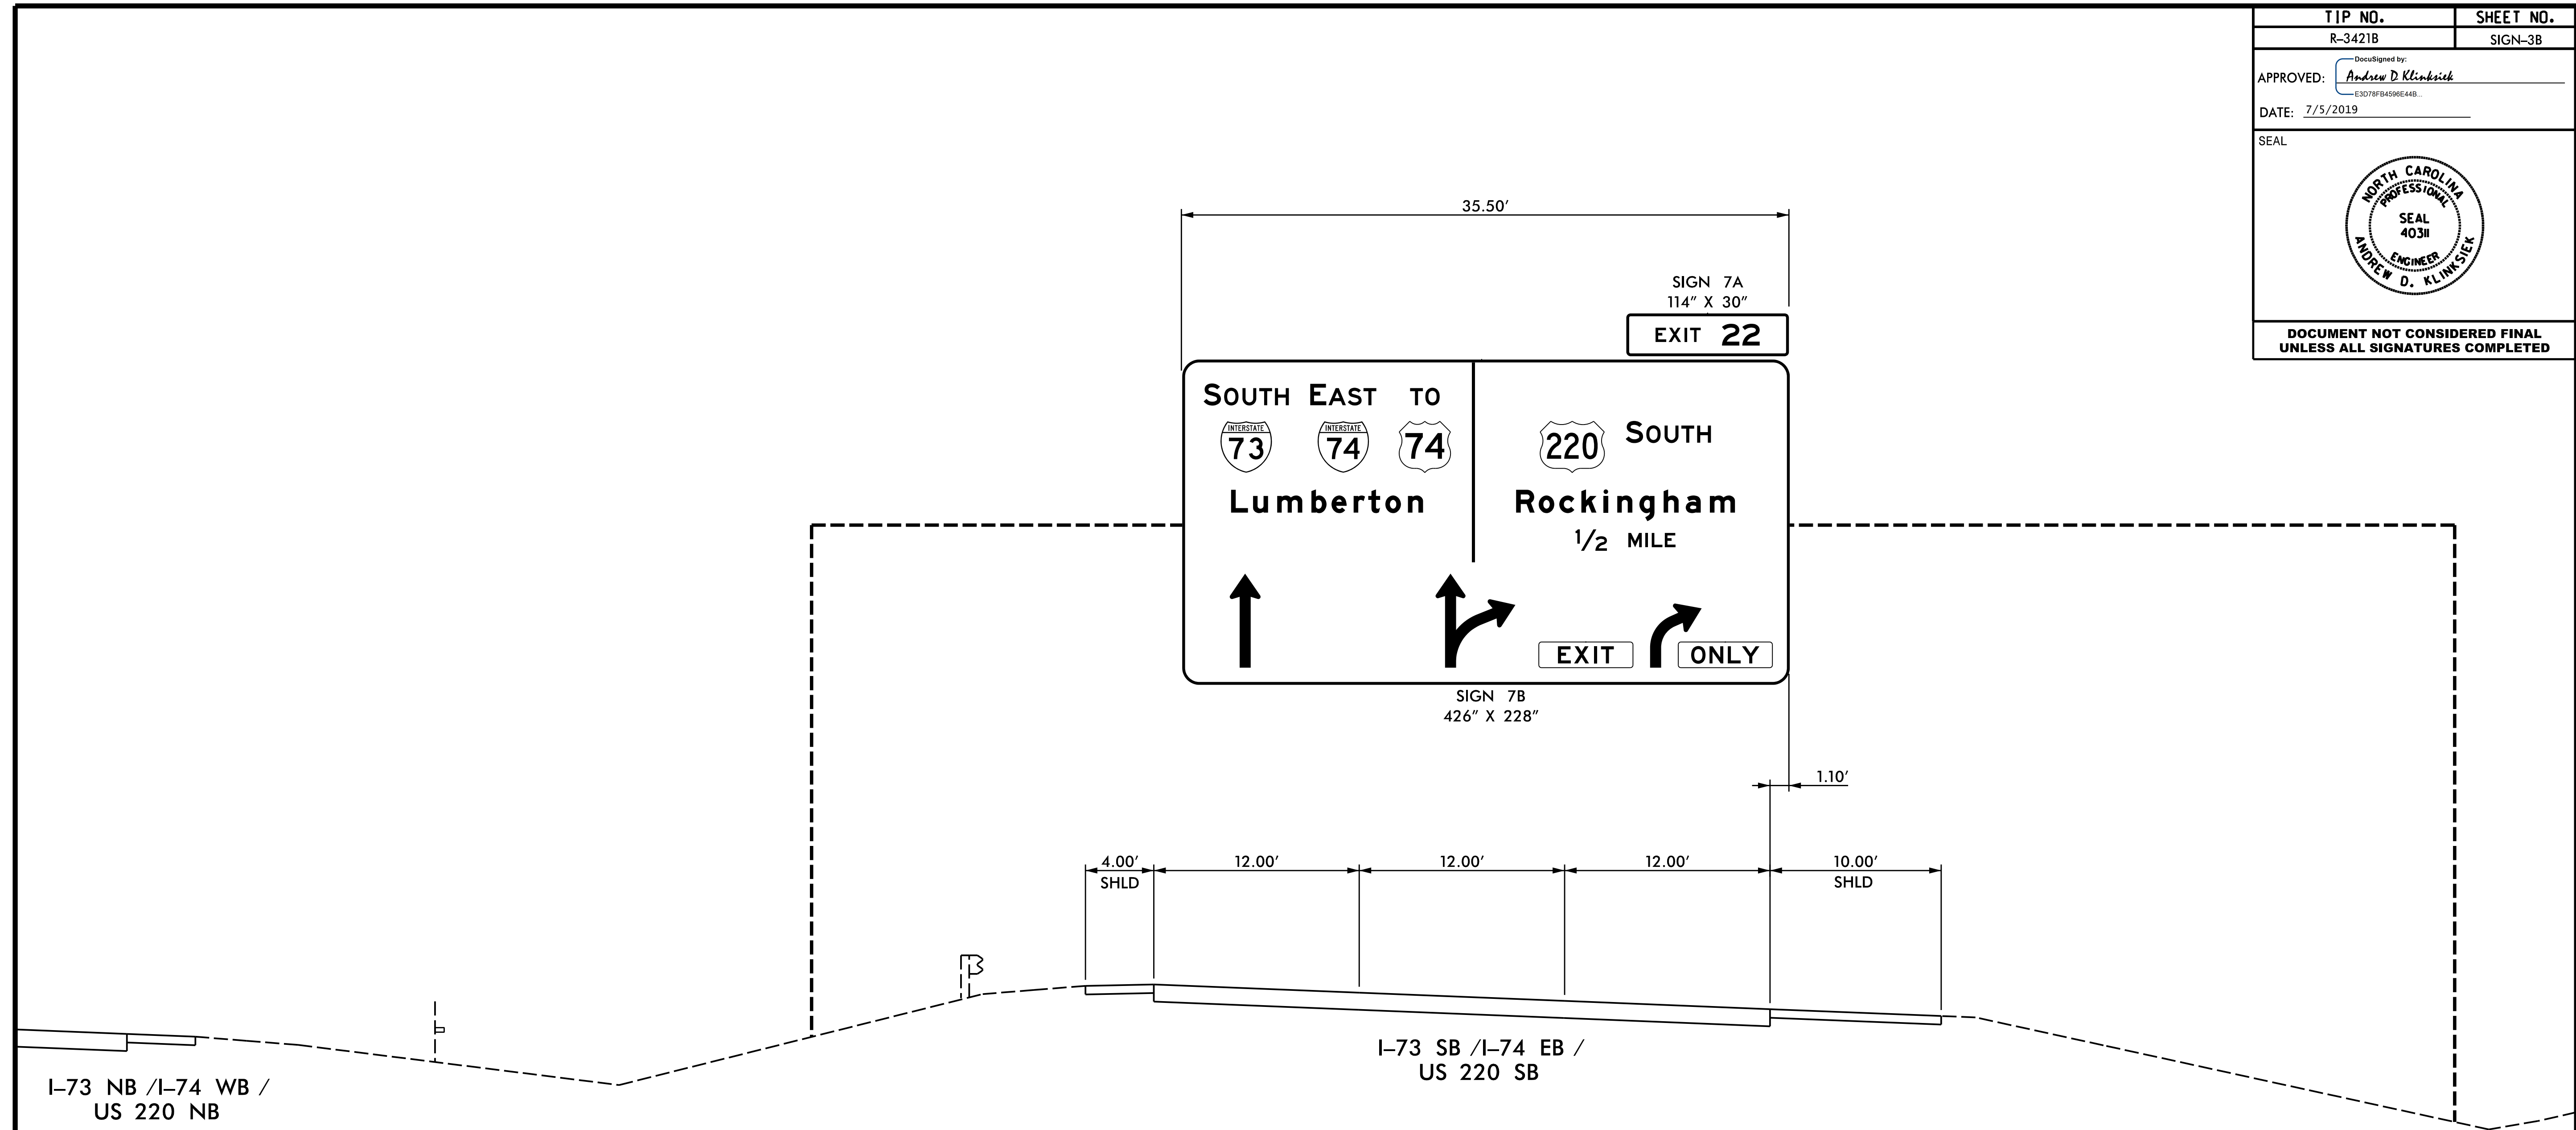 TIP NO. SHEET NO.
R-3421B SIGN-3B
DocuSigned by:
APPROVED: Andrew D. Klinksiek
E3D78FB4596E44B...
DATE: 7/5/2019
SEAL
NORTH CAROLINA
PROFESSIONAL
SEAL
40311
ENGINEER
ANDREW D. KLINKSIEK
DOCUMENT NOT CONSIDERED FINAL
UNLESS ALL SIGNATURES COMPLETED
35.50'
SIGN 7A
114" X 30"
EXIT 22
SOUTH EAST TO
INTERSTATE 73 INTERSTATE 74 74
Lumberton
220 SOUTH
Rockingham
1/2 MILE
EXIT ONLY
SIGN 7B
426" X 228"
1.10'
4.00' 12.00' 12.00' 12.00' 10.00'
SHLD SHLD
I-73 SB /I-74 EB /
US 220 SB
I-73 NB /I-74 WB /
US 220 NB